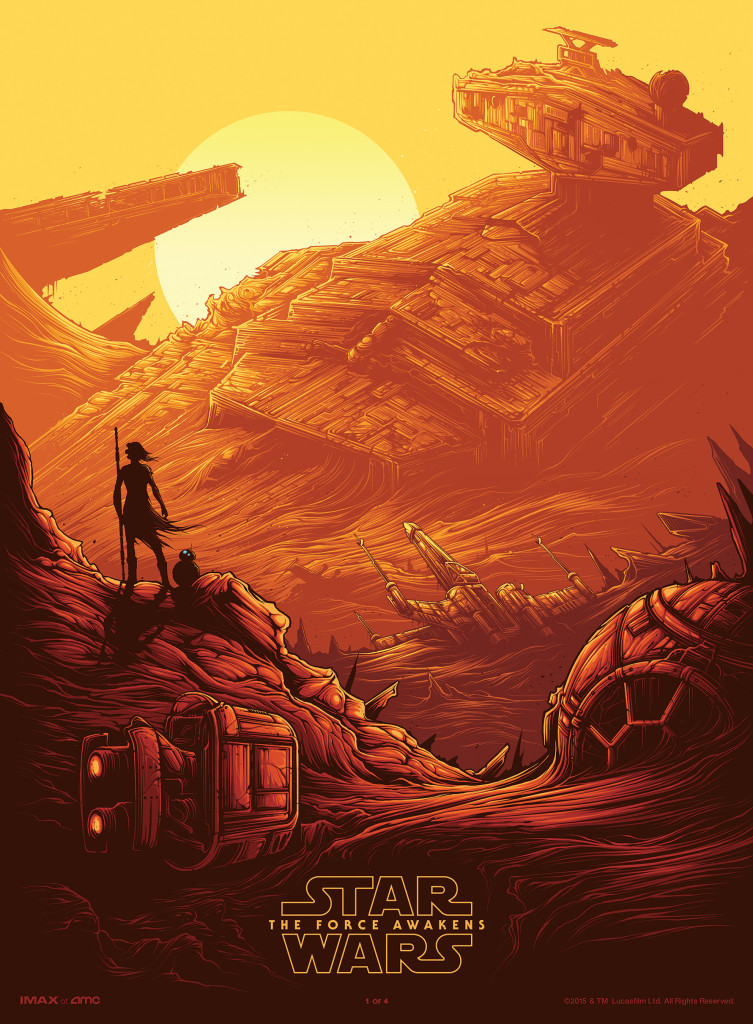 STAR
THE FORCE AWAKENS
WARS
IMAX at amc
1 OF 4
©2015 & TM Lucasfilm Ltd. All Rights Reserved.